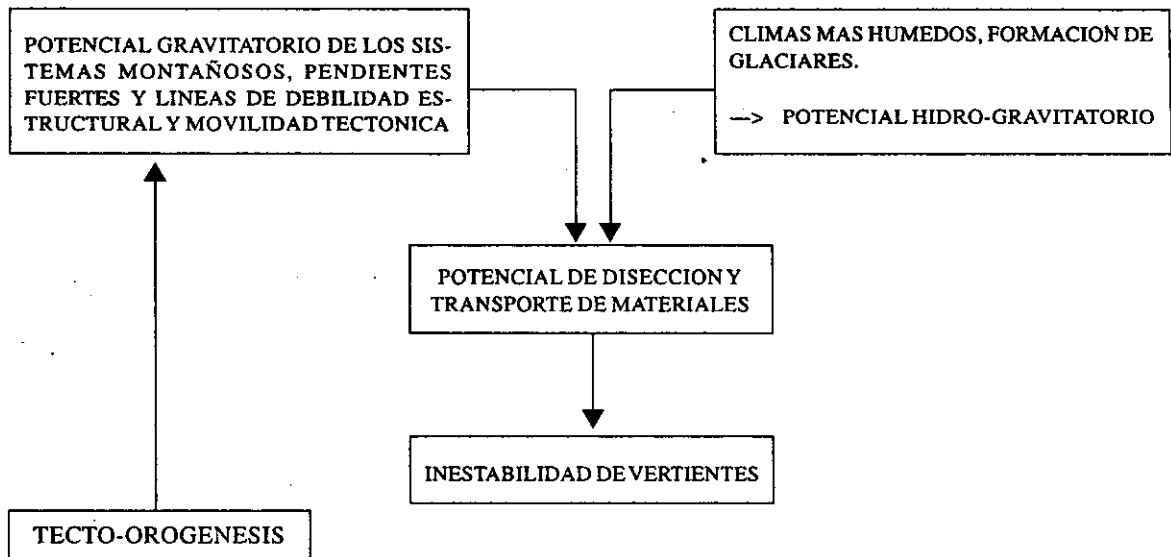 POTENCIAL GRAVITATORIO DE LOS SIS-
TEMAS MONTAÑOSOS, PENDIENTES
FUERTES Y LINEAS DE DEBILIDAD ES-
TRUCTURAL Y MOVILIDAD TECTONICA
CLIMAS MAS HUMEDOS, FORMACION DE
GLACIARES.
—> POTENCIAL HIDRO-GRAVITATORIO
POTENCIAL DE DISECCION Y
TRANSPORTE DE MATERIALES
INESTABILIDAD DE VERTIENTES
TECTO-OROGENESIS